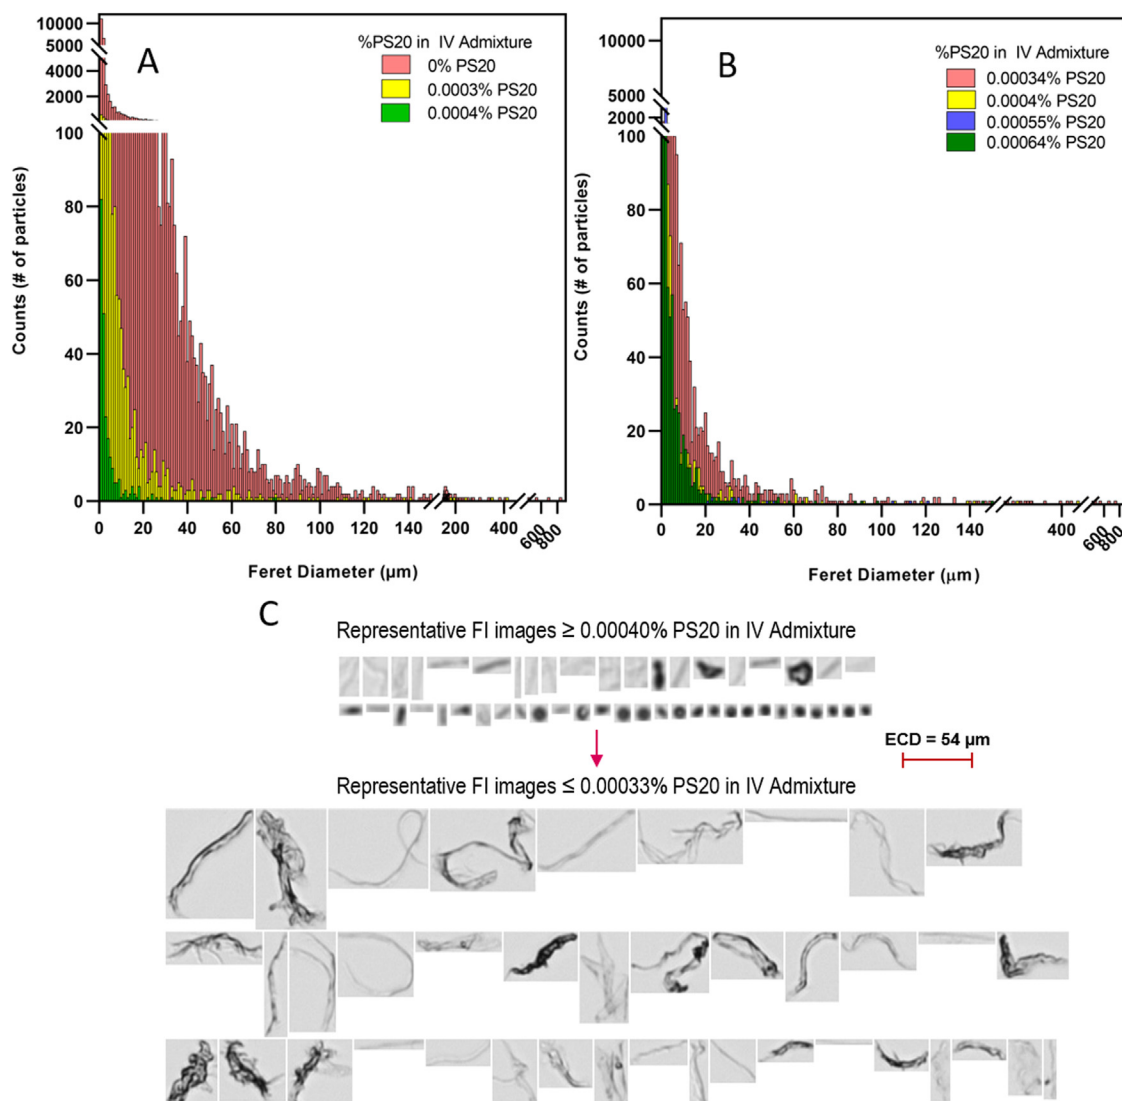 A
%PS20 in IV Admixture
0% PS20
0.0003% PS20
0.0004% PS20
10000
5000
4000
2000
100
80
60
40
20
0
Counts (# of particles)
0 20 40 60 80 100 120 140 200 400 600 800
Feret Diameter (µm)
B
%PS20 in IV Admixture
0.00034% PS20
0.0004% PS20
0.00055% PS20
0.00064% PS20
10000
5000
2000
100
80
60
40
20
0
Counts (# of particles)
0 20 40 60 80 100 120 140 400 600 800
Feret Diameter (µm)
C
Representative FI images ≥ 0.00040% PS20 in IV Admixture
ECD = 54 µm
Representative FI images ≤ 0.00033% PS20 in IV Admixture